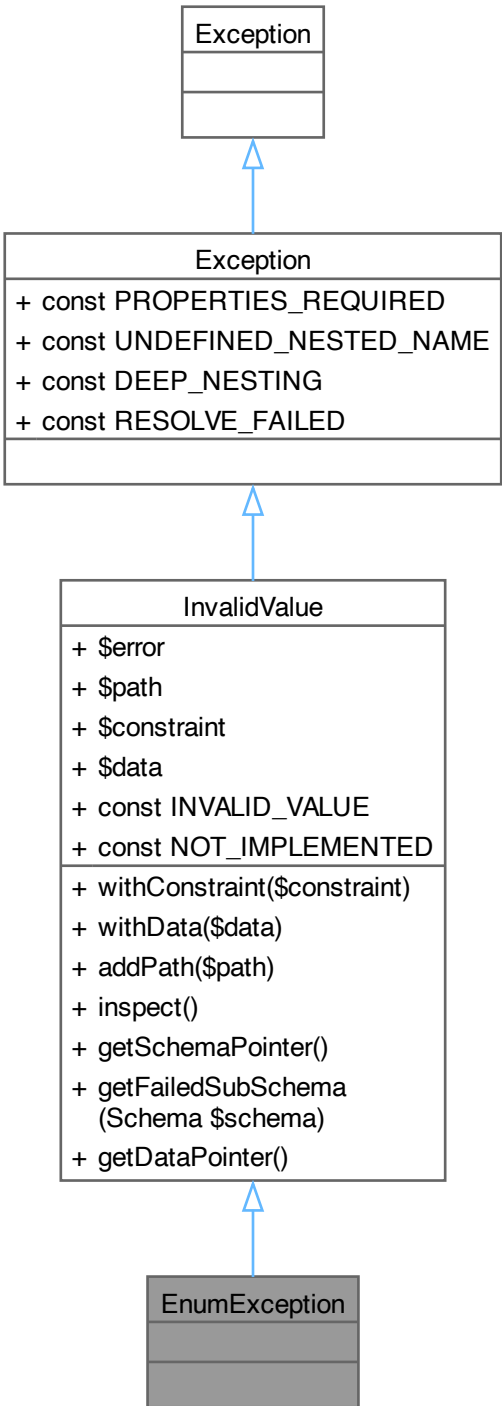 Exception
Exception
+ const PROPERTIES_REQUIRED
+ const UNDEFINED_NESTED_NAME
+ const DEEP_NESTING
+ const RESOLVE_FAILED
InvalidValue
+ $error
+ $path
+ $constraint
+ $data
+ const INVALID_VALUE
+ const NOT_IMPLEMENTED
+ withConstraint($constraint)
+ withData($data)
+ addPath($path)
+ inspect()
+ getSchemaPointer()
+ getFailedSubSchema
(Schema $schema)
+ getDataPointer()
EnumException